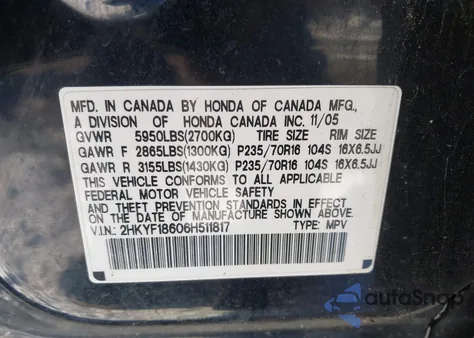 MFD. IN CANADA BY HONDA OF CANADA MFG.,
A DIVISION OF HONDA CANADA INC. 11/05
GVWR 5950LBS(2700KG) TIRE SIZE RIM SIZE
GAWR F 2865LBS(1300KG) P235/70R16 104S 16X6.5JJ
GAWR R 3155LBS(1430KG) P235/70R16 104S 16X6.5JJ
THIS VEHICLE CONFORMS TO ALL APPLICABLE
FEDERAL MOTOR VEHICLE SAFETY
AND THEFT PREVENTION STANDARDS IN EFFECT
ON THE DATE OF MANUFACTURE SHOWN ABOVE.
V.I.N.: 2HKYF18606H511817 TYPE: MPV
autoSnap